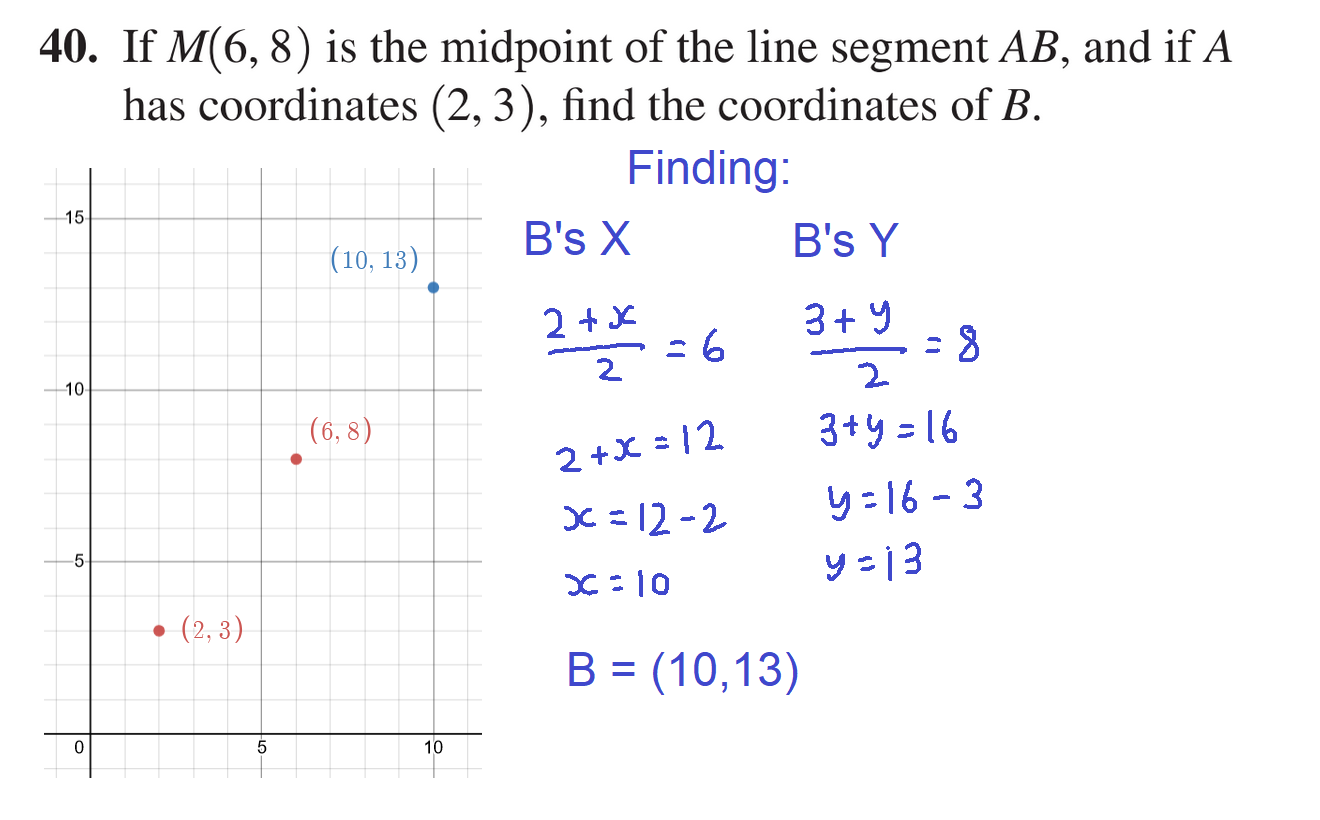 40. If M(6, 8) is the midpoint of the line segment AB, and if A
has coordinates (2, 3), find the coordinates of B.
15
10
5
0
5
10
(10, 13)
(6, 8)
(2, 3)
Finding:
B's X
2 + x
2
= 6
2 + x = 12
x = 12 - 2
x = 10
B's Y
3 + y
2
= 8
3 + y = 16
y = 16 - 3
y = 13
B = (10,13)